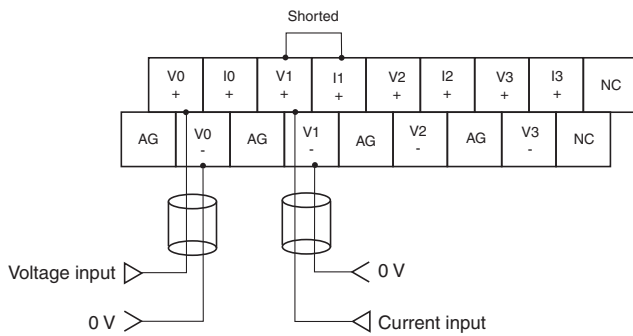 Shorted
V0 + I0 + V1 + I1 + V2 + I2 + V3 + I3 + NC
AG V0 - AG V1 - AG V2 - AG V3 - NC
Voltage input
0 V
0 V
Current input